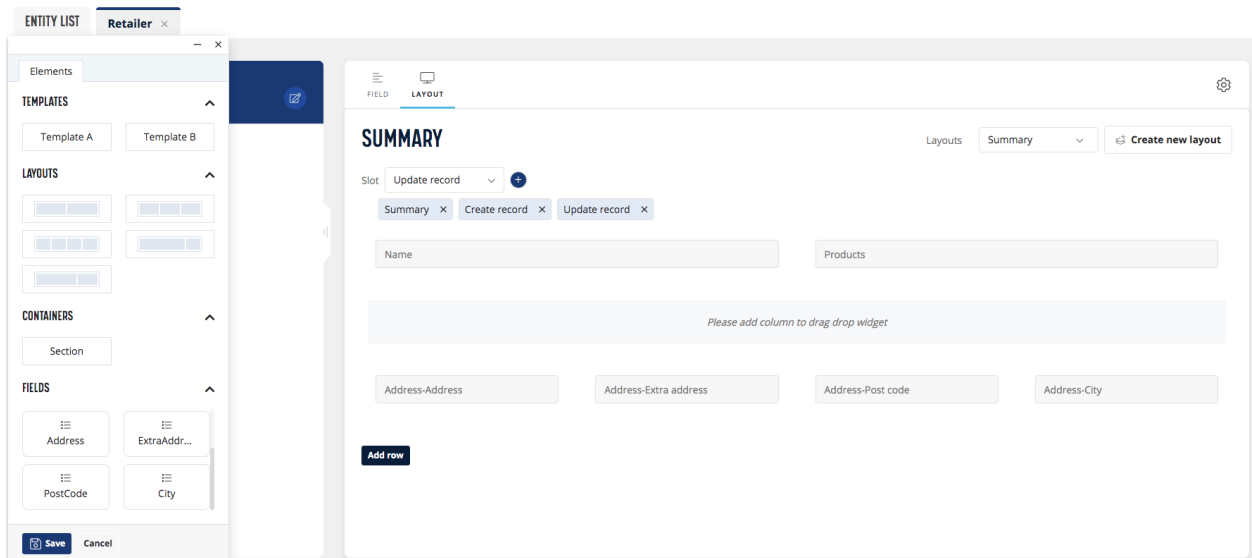 ENTITY LIST
Retailer
Elements
TEMPLATES
Template A
Template B
LAYOUTS
CONTAINERS
Section
FIELDS
Address
ExtraAddr...
PostCode
City
Save
Cancel
FIELD
LAYOUT
SUMMARY
Layouts
Summary
Create new layout
Slot
Update record
Summary
Create record
Update record
Name
Products
Please add column to drag drop widget
Address-Address
Address-Extra address
Address-Post code
Address-City
Add row